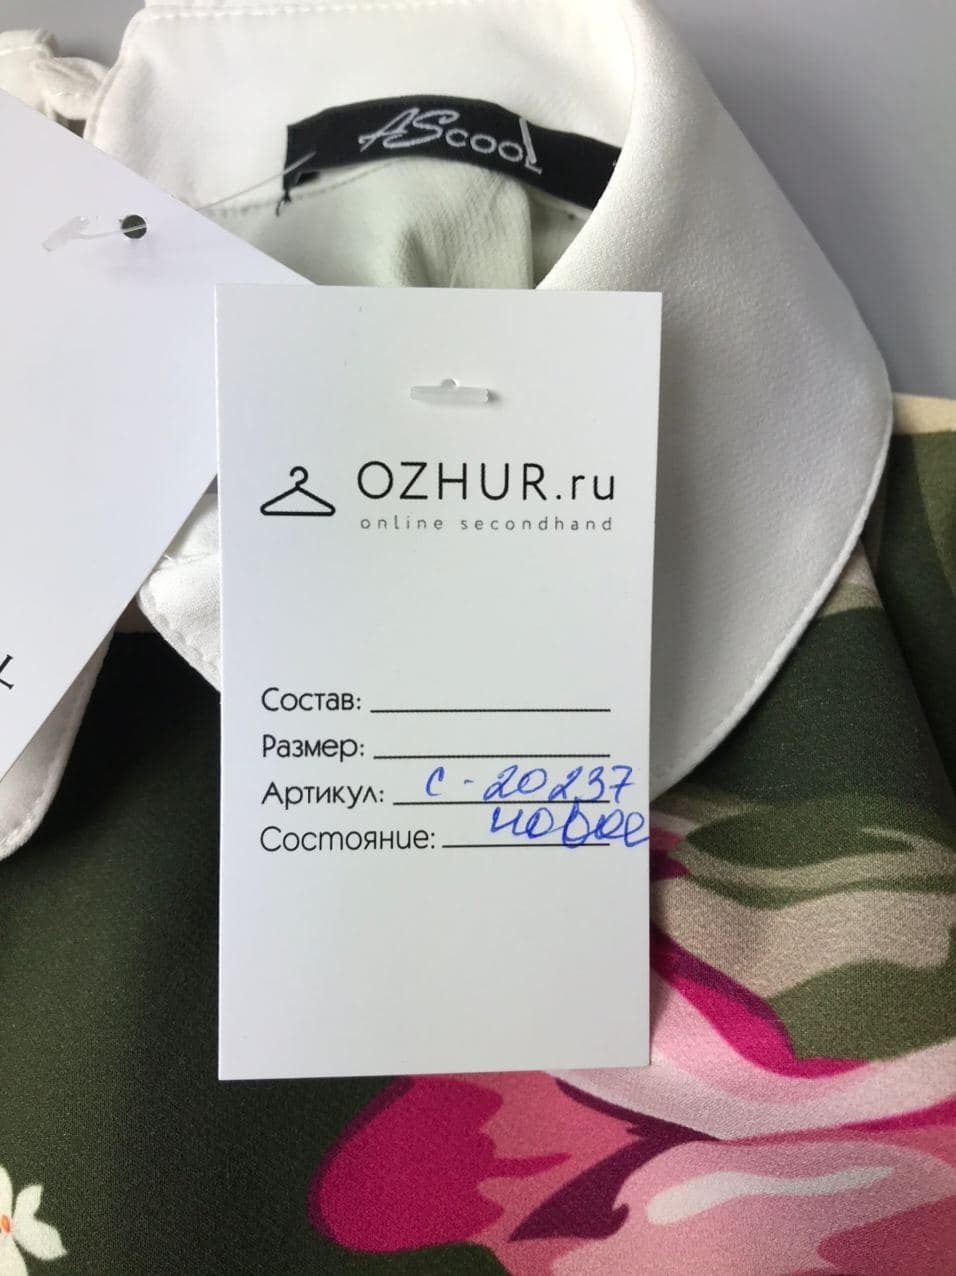 AScool
OZHUR.ru
online secondhand
Состав:
Размер:
Артикул: С-20237
Состояние: новое
L